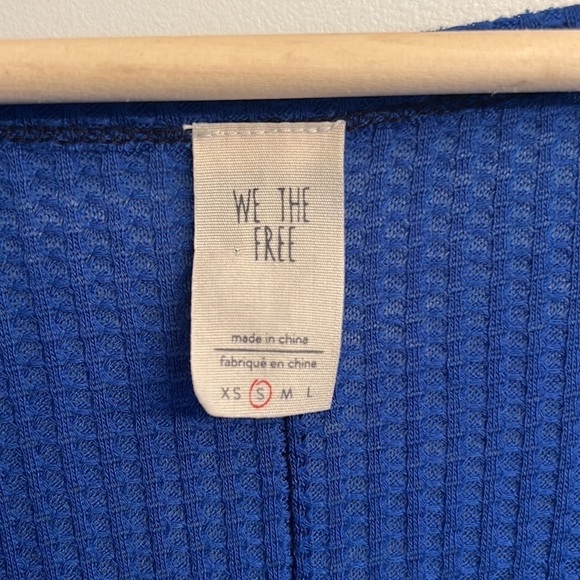 WE THE
FREE
made in china
fabriqué en chine
XS S M L